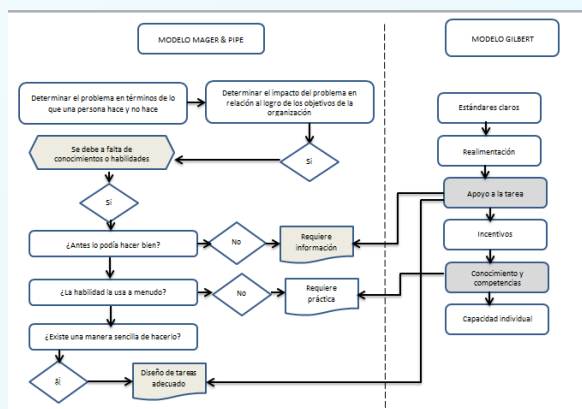 MODELO MAGER & PIPE
MODELO GILBERT
Determinar el problema en términos de lo
que una persona hace y no hace
Determinar el impacto del problema en
relación al logro de los objetivos de la
organización
Se debe a falta de
conocimientos o habilidades
Si
Si
¿Antes lo podía hacer bien?
No
Requiere
información
¿La habilidad la usa a menudo?
No
Requiere
práctica
¿Existe una manera sencilla de hacerlo?
Si
Diseño de tareas
adecuado
Estándares claros
Realimentación
Apoyo a la tarea
Incentivos
Conocimiento y
competencias
Capacidad individual